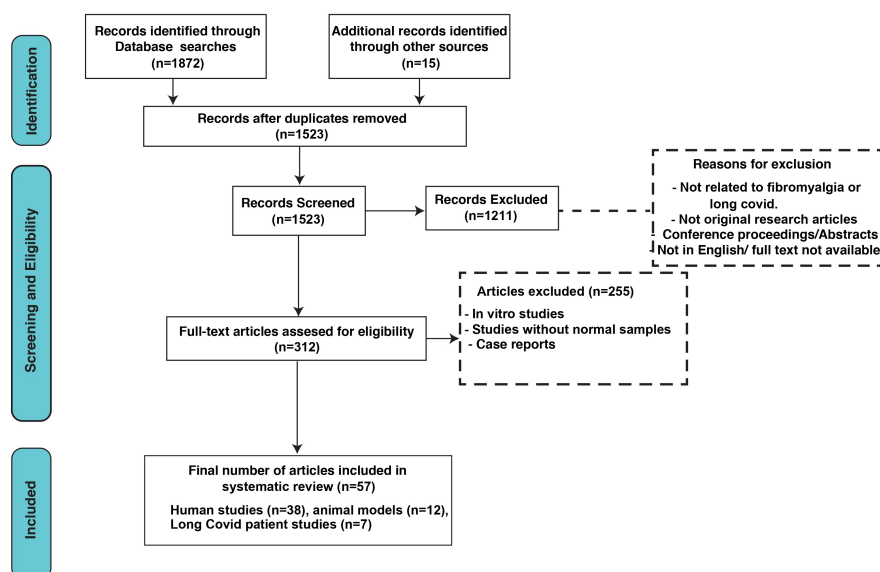 Identification
Records identified through
Database searches
(n=1872)
Additional records identified
through other sources
(n=15)
Records after duplicates removed
(n=1523)
Screening and Eligibility
Records Screened
(n=1523)
Records Excluded
(n=1211)
Reasons for exclusion
- Not related to fibromyalgia or
long covid.
- Not original research articles
- Conference proceedings/Abstracts
- Not in English/ full text not available
Full-text articles assesed for eligibility
(n=312)
Articles excluded (n=255)
- In vitro studies
- Studies without normal samples
- Case reports
Included
Final number of articles included in
systematic review (n=57)
Human studies (n=38), animal models (n=12),
Long Covid patient studies (n=7)